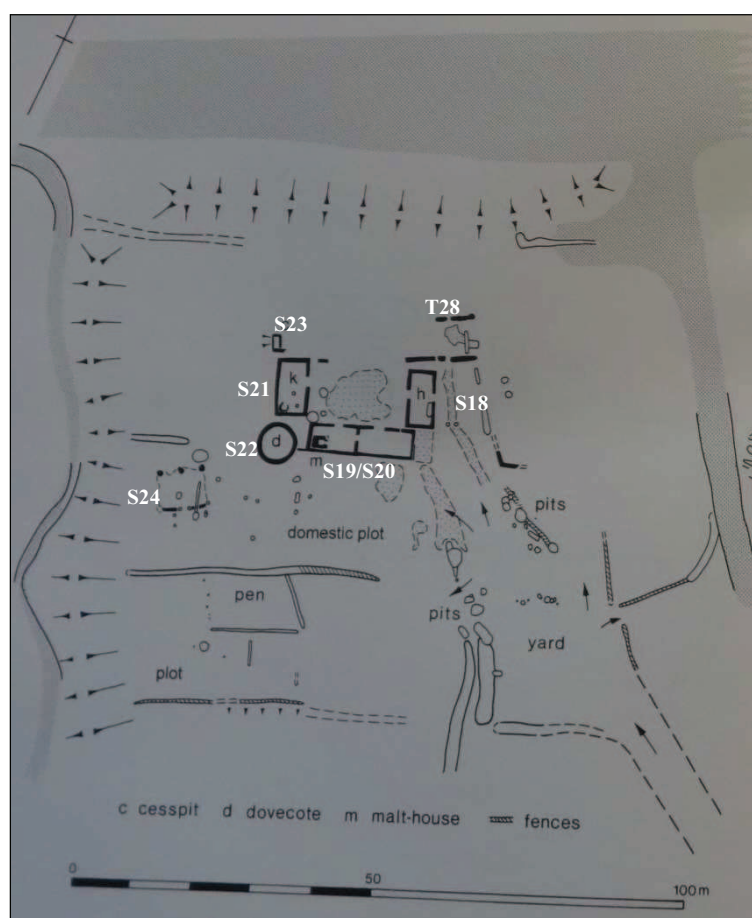 T28
S23
S21
k
h
S18
S22
d
m
S19/S20
S24
pits
domestic plot
pen
pits
yard
plot
c cesspit d dovecote m malt-house fences
0 50 100m